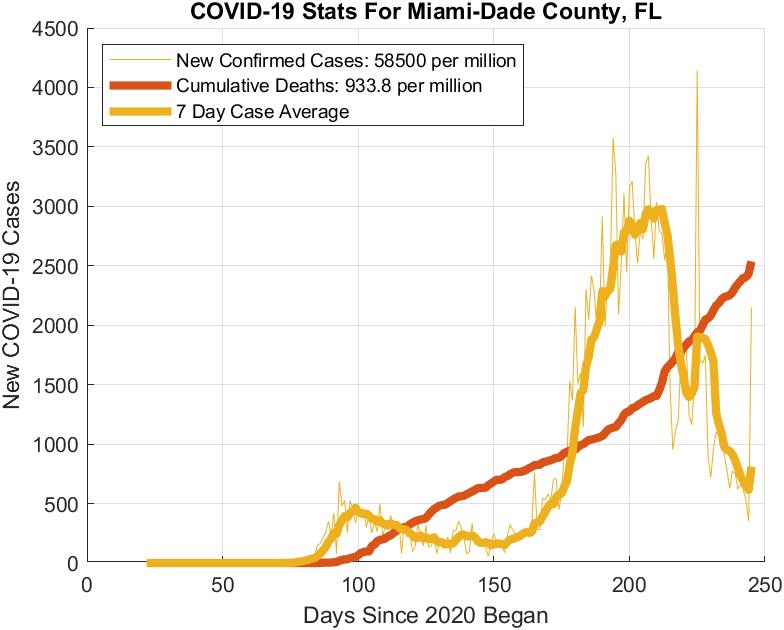 COVID-19 Stats For Miami-Dade County, FL
New Confirmed Cases: 58500 per million
Cumulative Deaths: 933.8 per million
7 Day Case Average
New COVID-19 Cases
4500
4000
3500
3000
2500
2000
1500
1000
500
0
0 50 100 150 200 250
Days Since 2020 Began